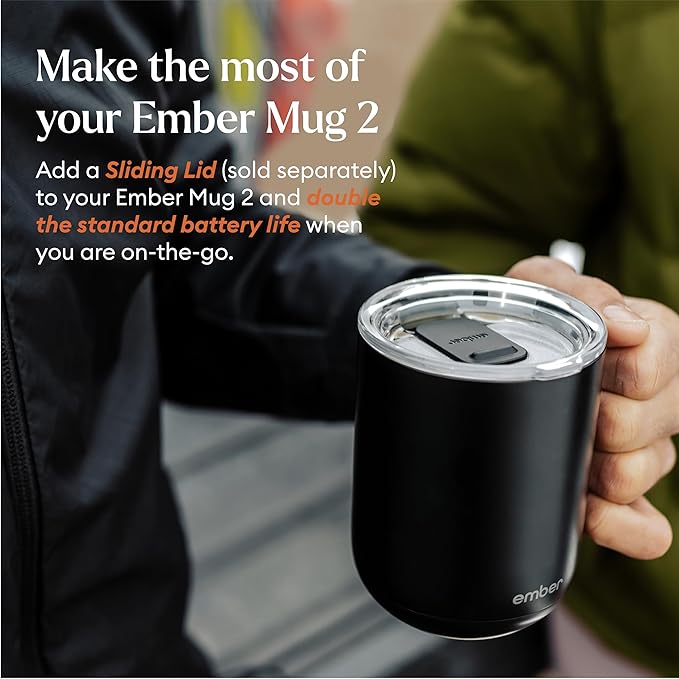 Make the most of
your Ember Mug 2
Add a Sliding Lid (sold separately)
to your Ember Mug 2 and double
the standard battery life when
you are on-the-go.
ember